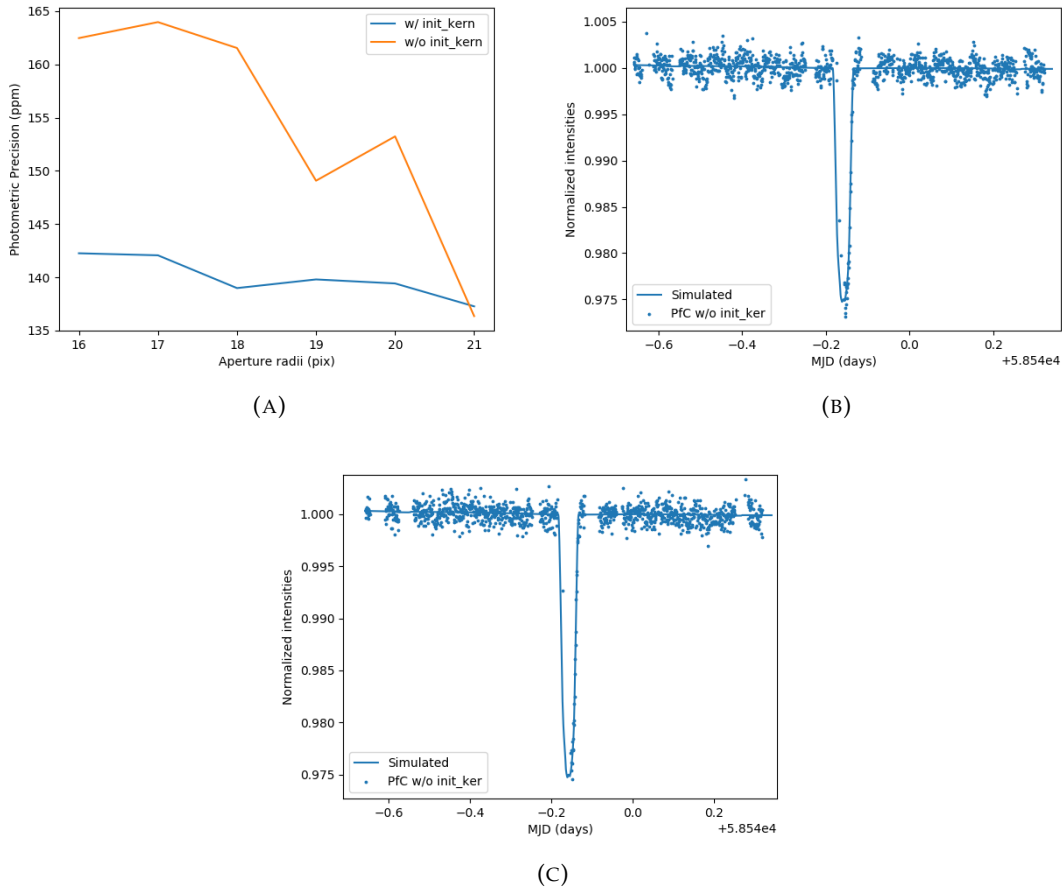 165
160
155
150
145
140
135
Photometric Precision (ppm)
w/ init_kern
w/o init_kern
16 17 18 19 20 21
Aperture radii (pix)
(A)
1.005
1.000
0.995
0.990
0.985
0.980
0.975
Normalized intensities
Simulated
PfC w/o init_ker
−0.6 −0.4 −0.2 0.0 0.2
MJD (days)
+5.854e4
(B)
1.000
0.995
0.990
0.985
0.980
0.975
Normalized intensities
Simulated
PfC w/o init_ker
−0.6 −0.4 −0.2 0.0 0.2
MJD (days)
+5.854e4
(C)